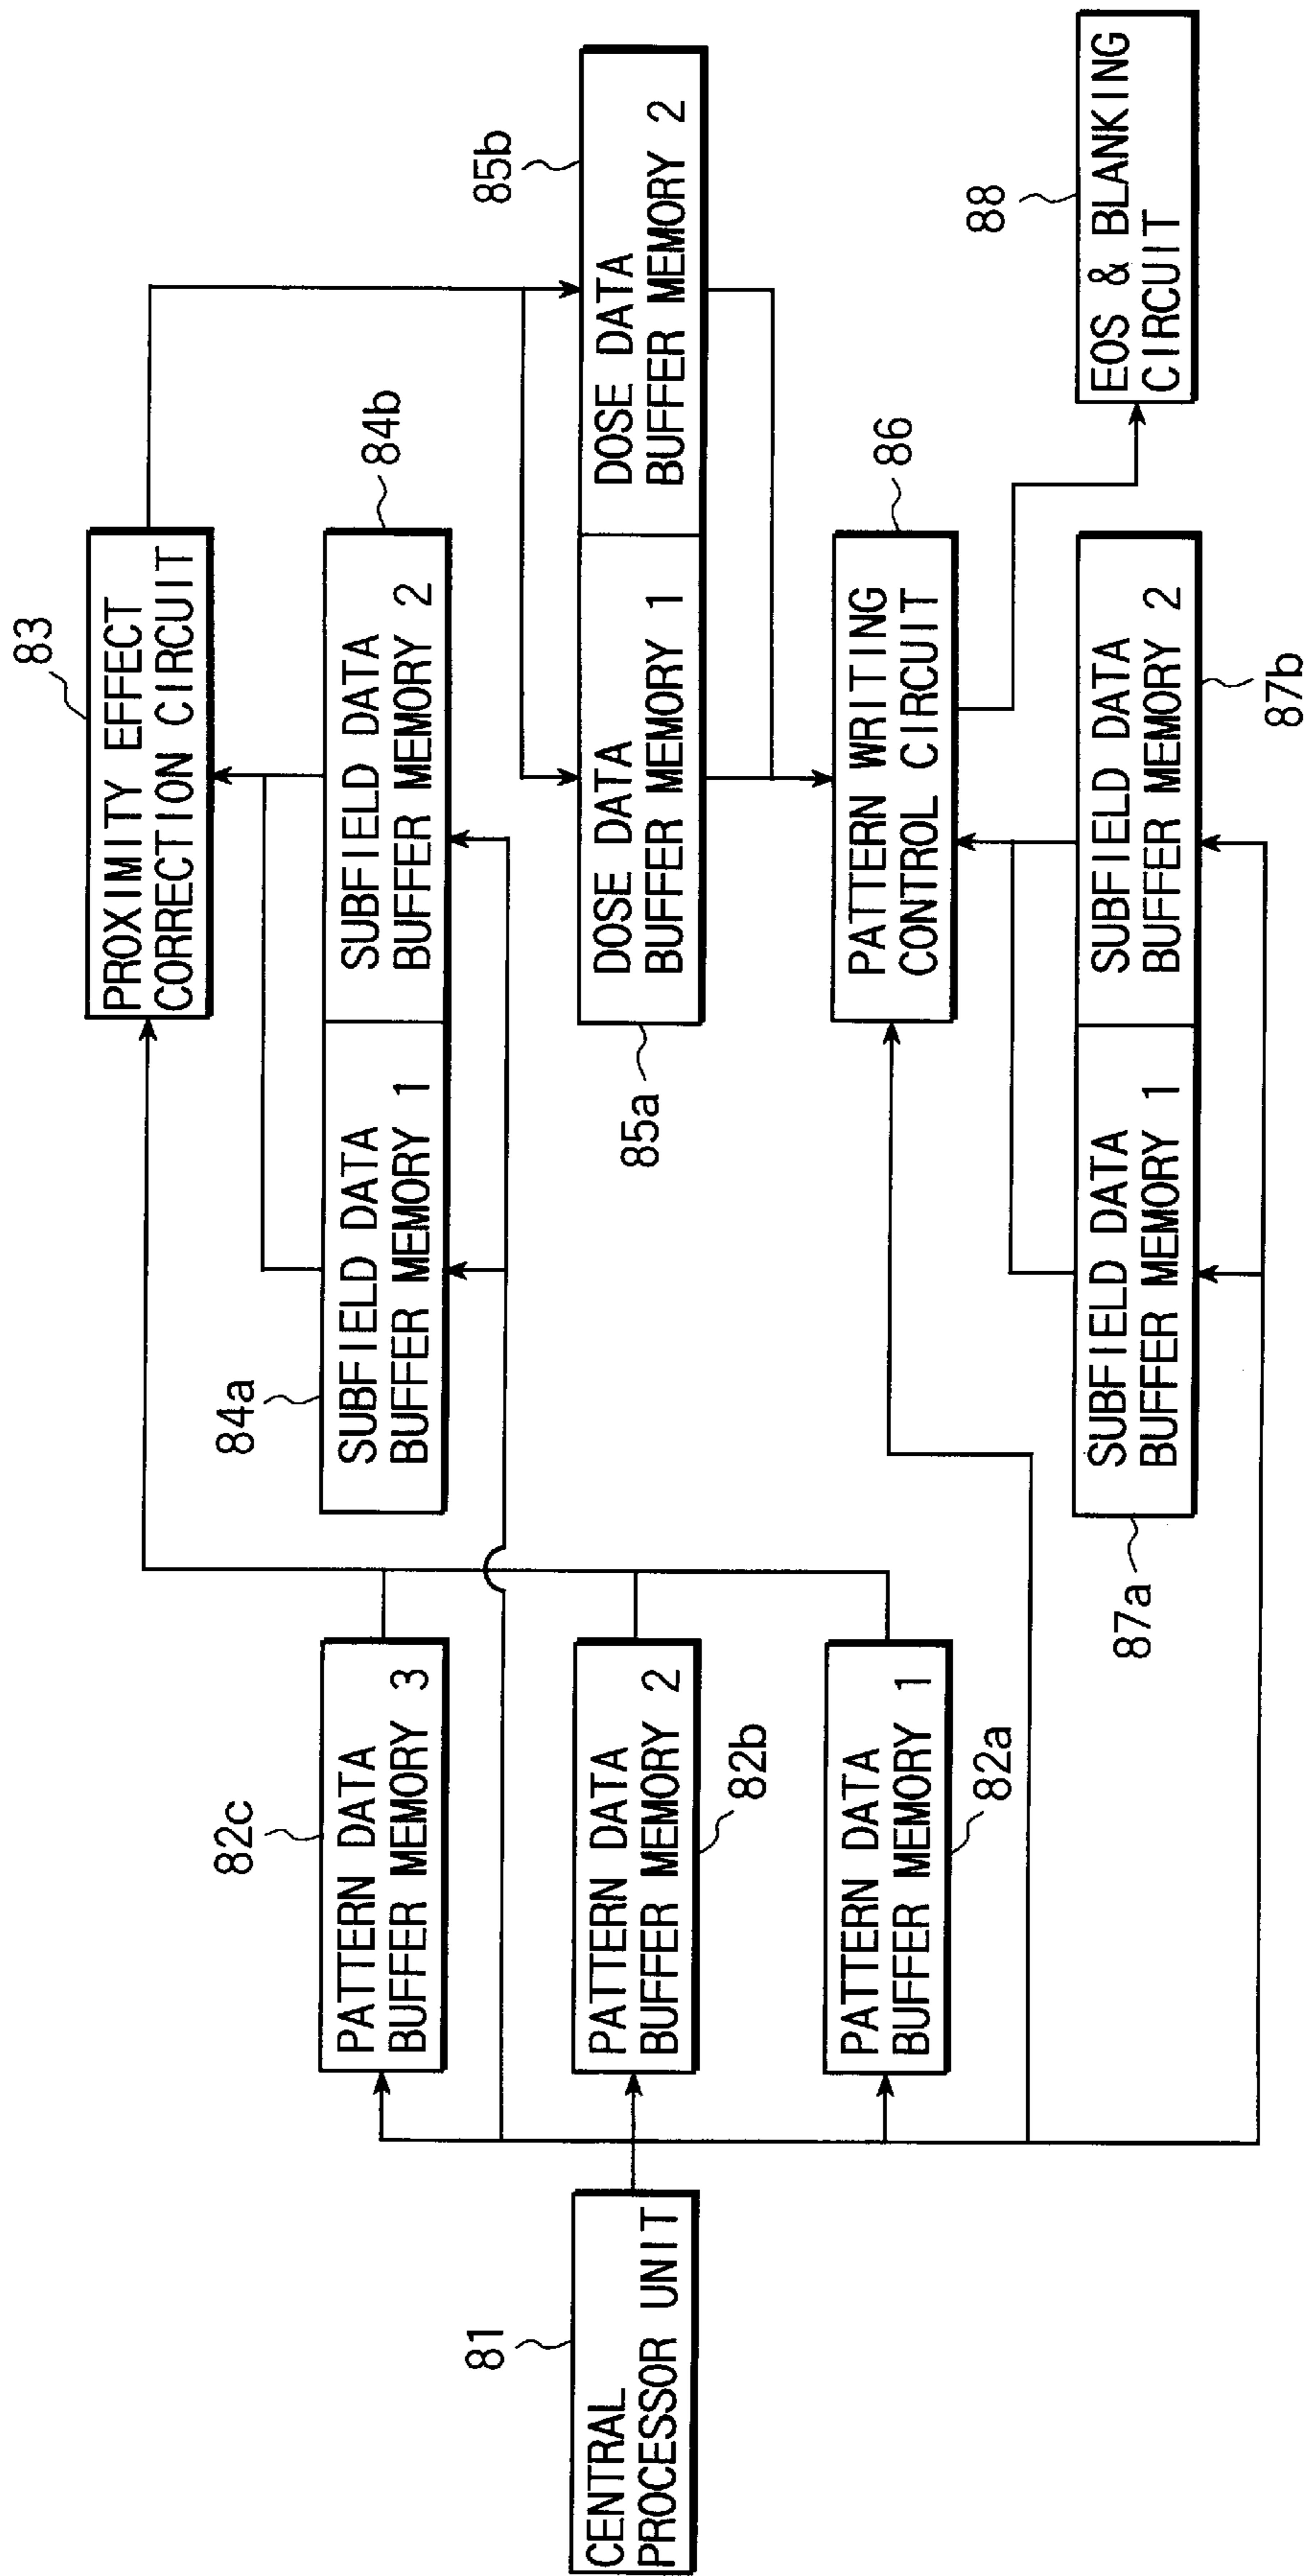 81
CENTRAL
PROCESSOR UNIT
82c
PATTERN DATA
BUFFER MEMORY 3
PATTERN DATA
BUFFER MEMORY 2
82b
PATTERN DATA
BUFFER MEMORY 1
82a
83
PROXIMITY EFFECT
CORRECTION CIRCUIT
84a
SUBFIELD DATA
BUFFER MEMORY 1
84b
SUBFIELD DATA
BUFFER MEMORY 2
85a
DOSE DATA
BUFFER MEMORY 1
85b
DOSE DATA
BUFFER MEMORY 2
86
PATTERN WRITING
CONTROL CIRCUIT
87a
SUBFIELD DATA
BUFFER MEMORY 1
SUBFIELD DATA
BUFFER MEMORY 2
87b
88
EOS & BLANKING
CIRCUIT